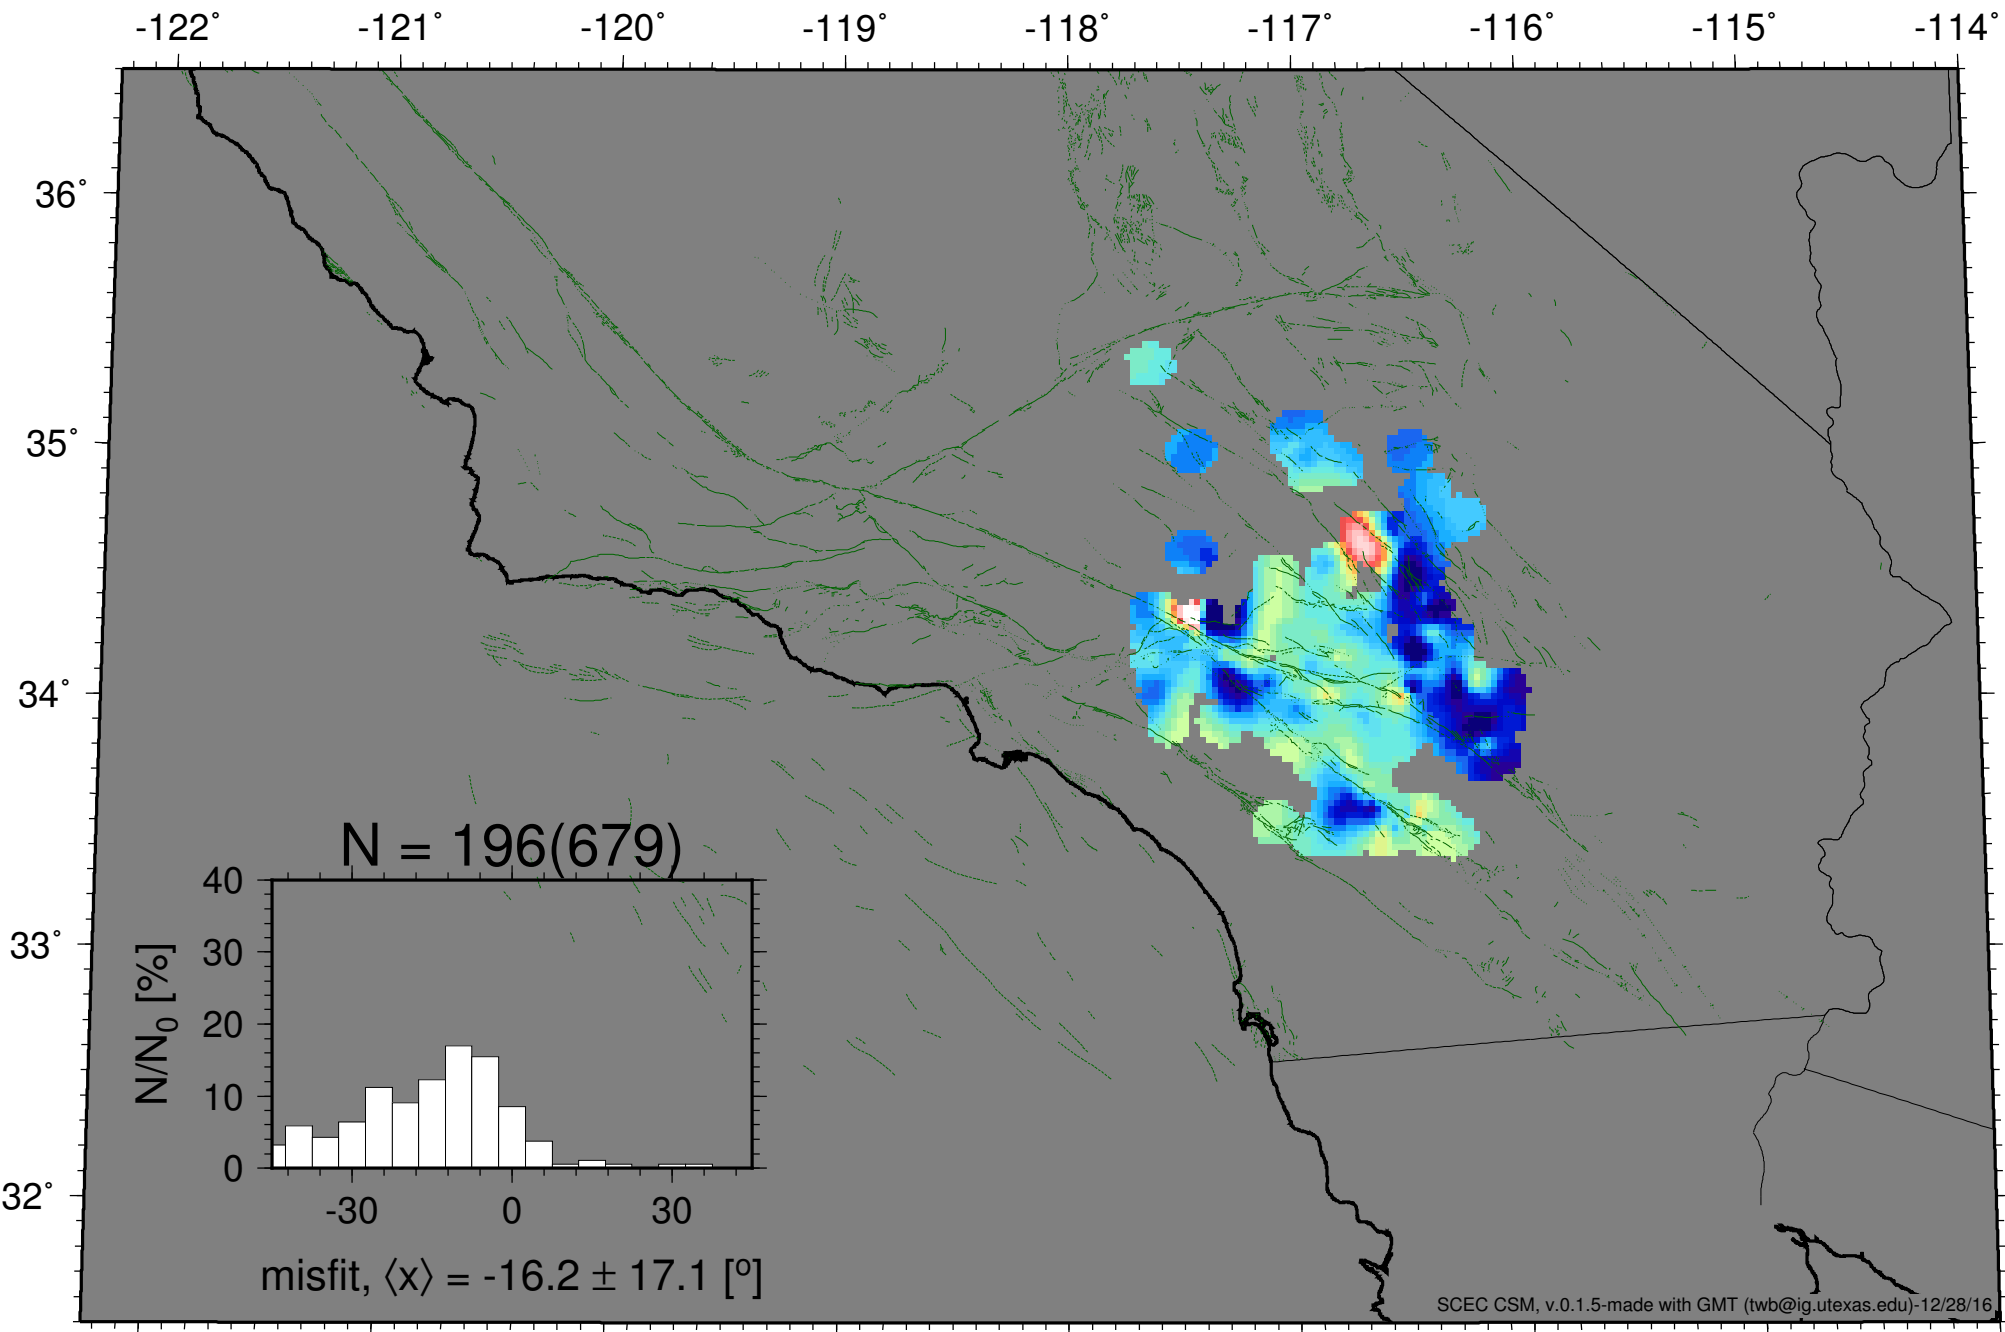 -122° -121° -120° -119° -118° -117° -116° -115° -114°
36°
35°
34°
33°
32°
N = 196(679)
40
30
20
10
0
N/N0 [%]
-30 0 30
misfit, ⟨x⟩ = -16.2 ± 17.1 [º]
SCEC CSM, v.0.1.5-made with GMT (twb@ig.utexas.edu)-12/28/16